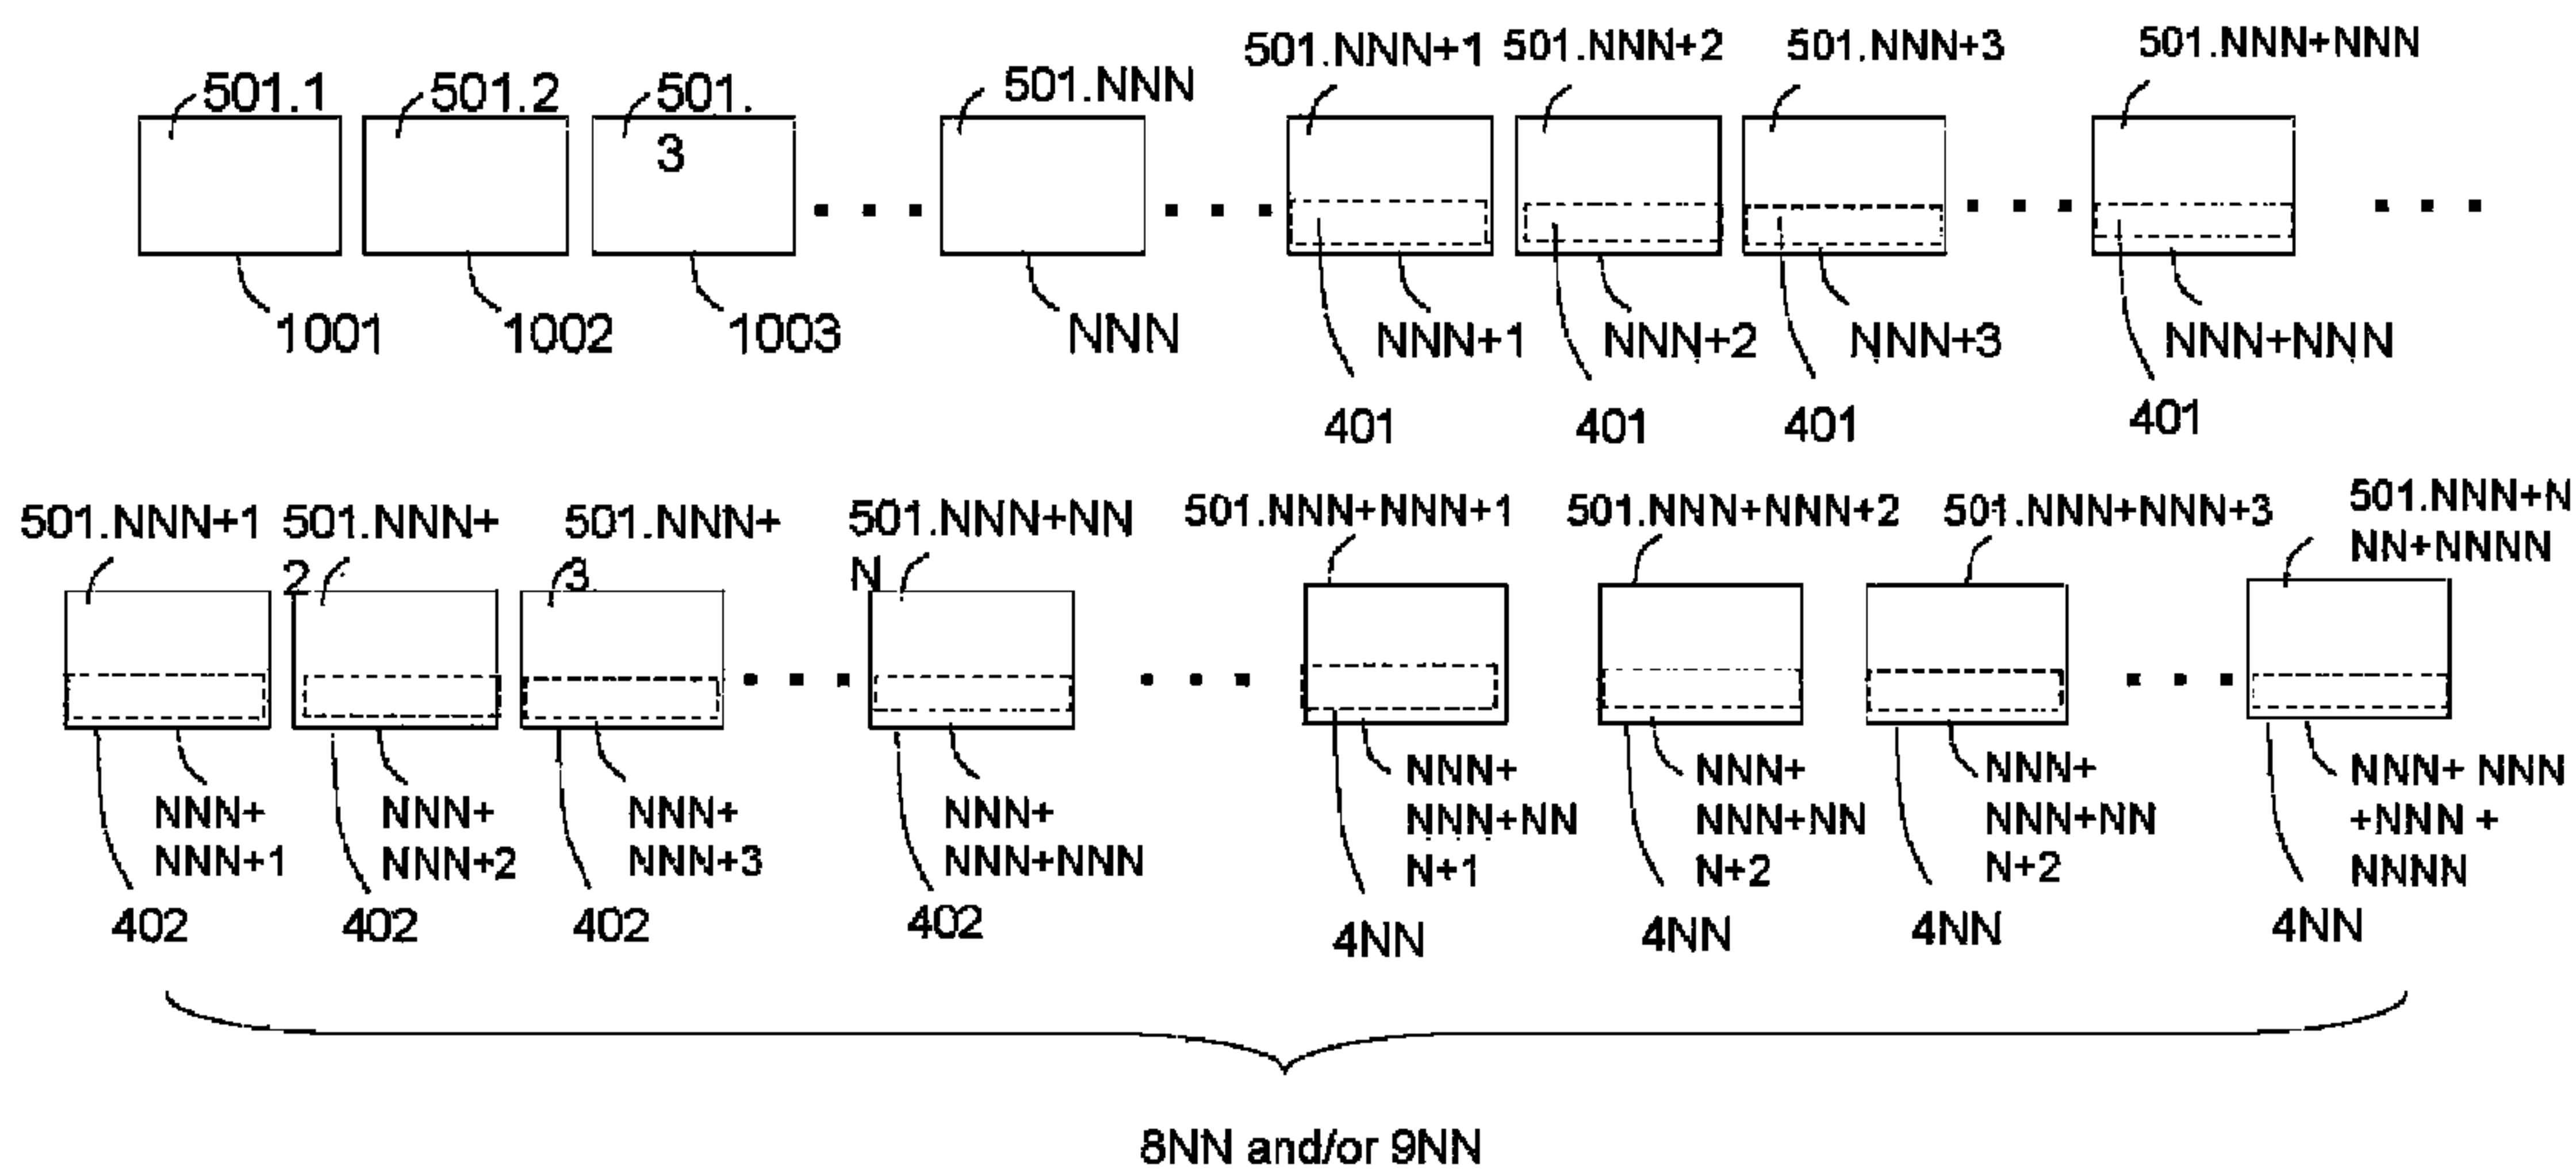 501.NNN+1 501.NNN+2 501.NNN+3 501.NNN+NNN
501.1 501.2 501. 501.NNN
3
1001 1002 1003 NNN NNN+1 NNN+2 NNN+3 NNN+NNN
401 401 401 401
501.NNN+1 501.NNN+ 501.NNN+ 501.NNN+NN 501.NNN+NNN+1 501.NNN+NNN+2 501.NNN+NNN+3 501.NNN+N
2 3 N NN+NNNN
NNN+ NNN+ NNN+ NNN+ NNN+ NNN+ NNN+ NNN+ NNN
NNN+1 NNN+2 NNN+3 NNN+NNN NNN+NN NNN+NN NNN+NN +NNN +
N+1 N+2 N+2 NNNN
402 402 402 402 4NN 4NN 4NN 4NN
8NN and/or 9NN